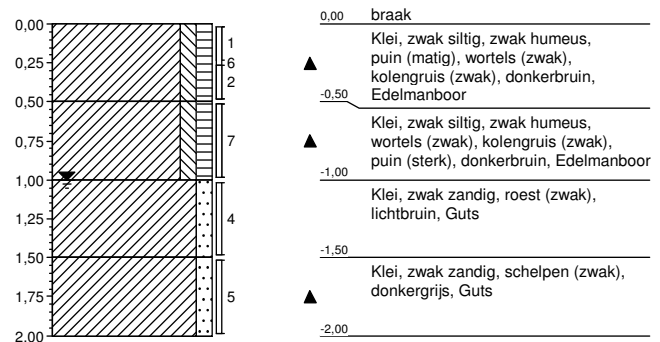 0,00
0,25
0,50
0,75
1,00
1,25
1,50
1,75
2,00
1
6
2
7
4
5
0,00 braak
Klei, zwak siltig, zwak humeus,
puin (matig), wortels (zwak),
kolengruis (zwak), donkerbruin,
Edelmanboor
-0,50
Klei, zwak siltig, zwak humeus,
wortels (zwak), kolengruis (zwak),
puin (sterk), donkerbruin, Edelmanboor
-1,00
Klei, zwak zandig, roest (zwak),
lichtbruin, Guts
-1,50
Klei, zwak zandig, schelpen (zwak),
donkergrijs, Guts
-2,00